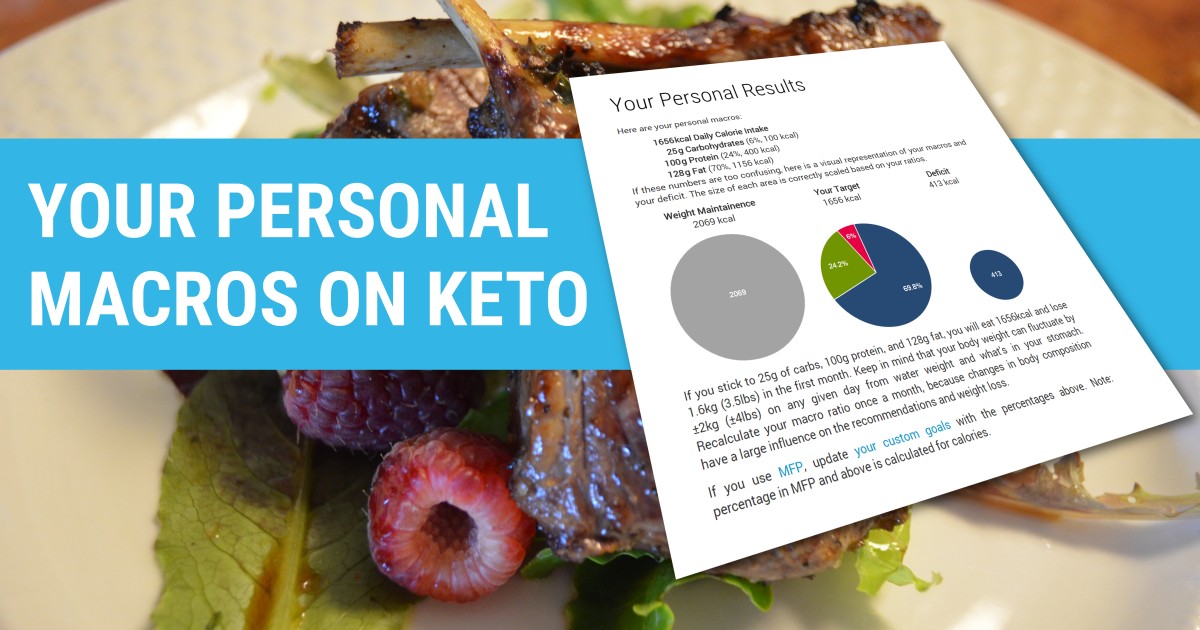 YOUR PERSONAL
MACROS ON KETO
Your Personal Results
Here are your personal macros:
1656kcal Daily Calorie Intake
25g Carbohydrates (6%, 100 kcal)
100g Protein (24%, 400 kcal)
128g Fat (70%, 1156 kcal)
If these numbers are too confusing, here is a visual representation of your macros and
your deficit. The size of each area is correctly scaled based on your ratios.
Weight Maintainence
2069 kcal
Your Target
1656 kcal
Deficit
413 kcal
2069
6%
24.2%
69.8%
413
If you stick to 25g of carbs, 100g protein, and 128g fat, you will eat 1656kcal and lose
1.6kg (3.5lbs) in the first month. Keep in mind that your body weight can fluctuate by
±2kg (±4lbs) on any given day from water weight and what's in your stomach.
Recalculate your macro ratio once a month, because changes in body composition
have a large influence on the recommendations and weight loss.
If you use MFP, update your custom goals with the percentages above. Note:
percentage in MFP and above is calculated for calories.